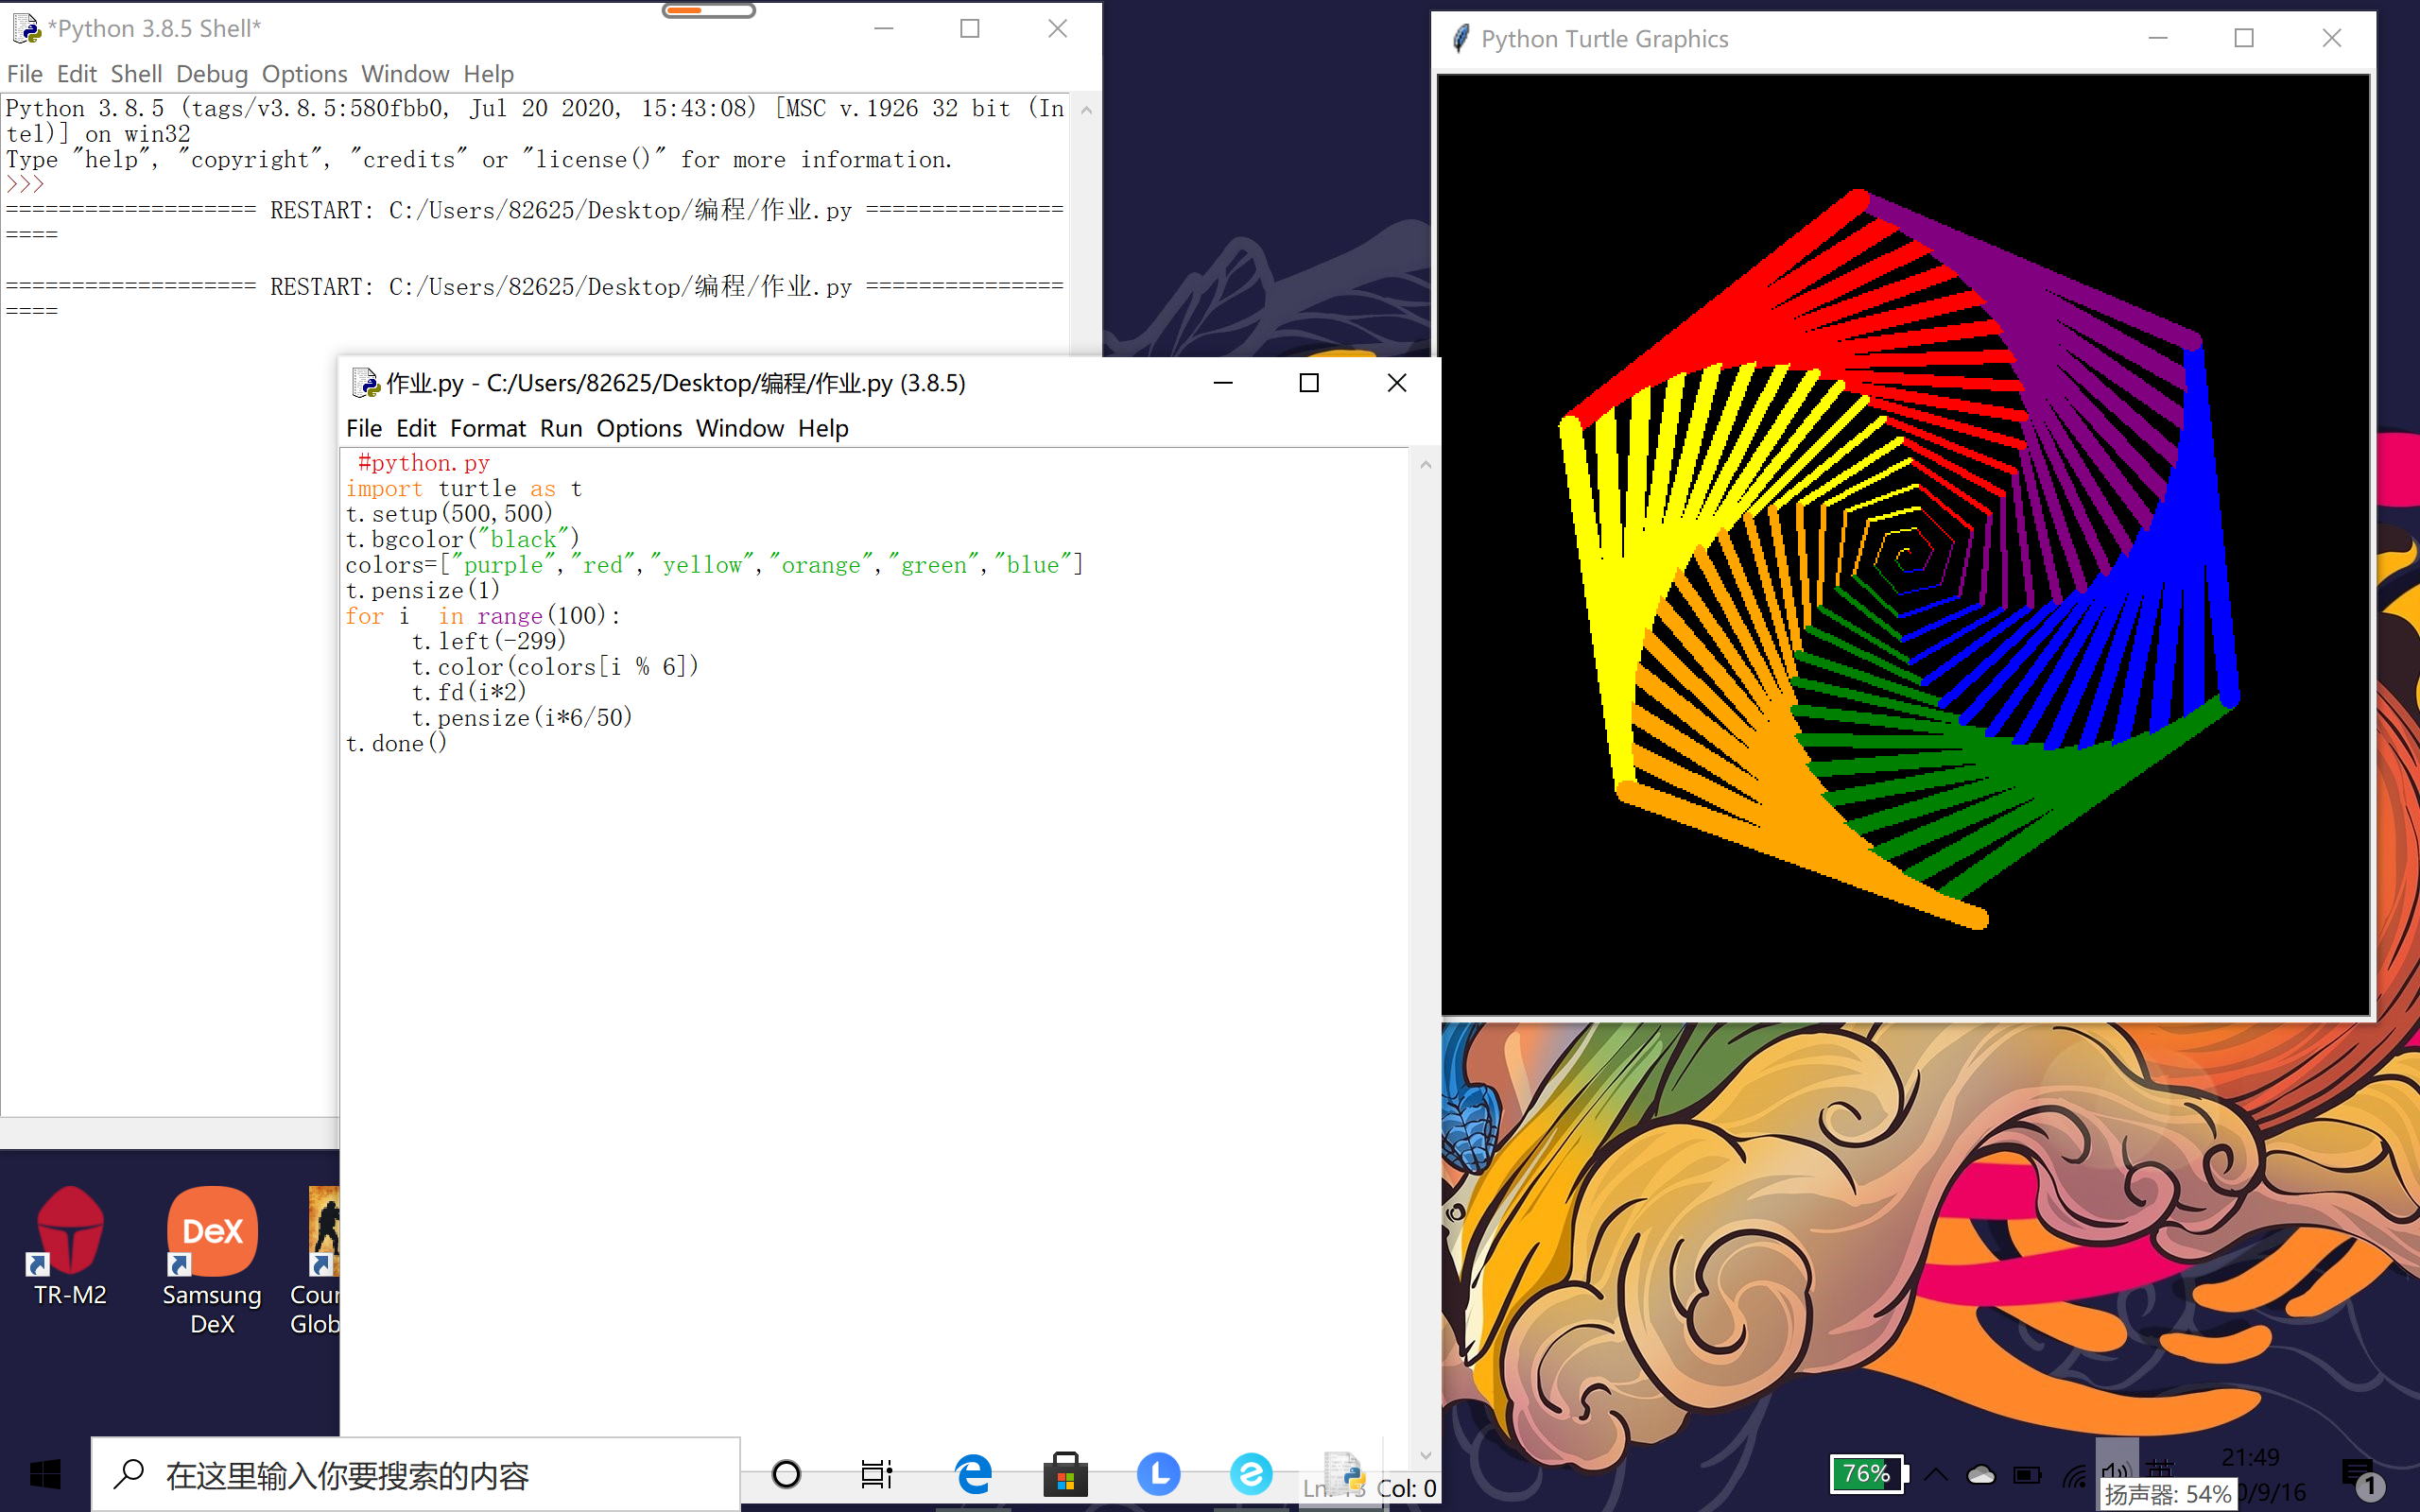 *Python 3.8.5 Shell*
File Edit Shell Debug Options Window Help
Python 3.8.5 (tags/v3.8.5:580fbb0, Jul 20 2020, 15:43:08) [MSC v.1926 32 bit (In
tel)] on win32
Type "help", "copyright", "credits" or "license()" for more information.
>>>
=================== RESTART: C:/Users/82625/Desktop/编程/作业.py ===============
====
=================== RESTART: C:/Users/82625/Desktop/编程/作业.py ===============
====
作业.py - C:/Users/82625/Desktop/编程/作业.py (3.8.5)
File Edit Format Run Options Window Help
#python.py
import turtle as t
t.setup(500,500)
t.bgcolor("black")
colors=["purple","red","yellow","orange","green","blue"]
t.pensize(1)
for i  in range(100):
     t.left(-299)
     t.color(colors[i % 6])
     t.fd(i*2)
     t.pensize(i*6/50)
t.done()
Python Turtle Graphics
TR-M2
DeX
Samsung
DeX
在这里输入你要搜索的内容
Col: 0
76%
英
21:49
0/9/16
扬声器: 54%
1